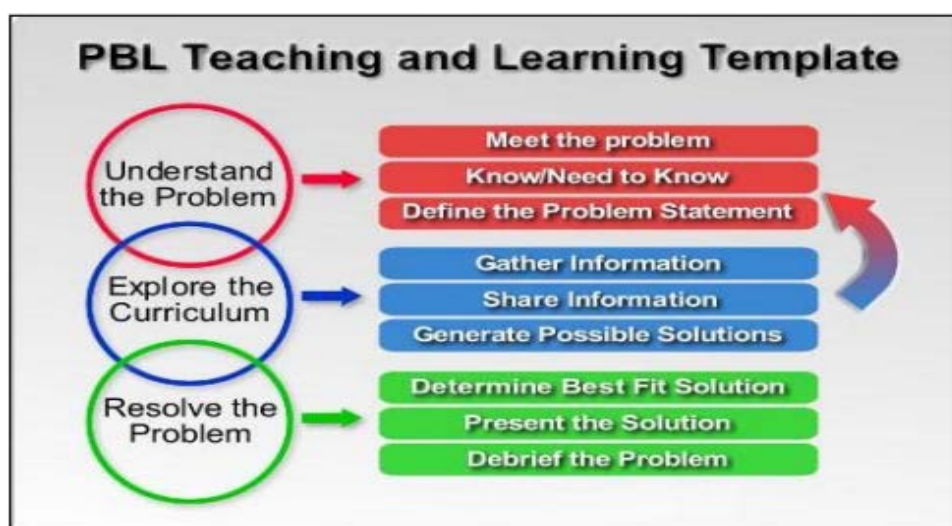 PBL Teaching and Learning Template
Understand
the Problem
Meet the problem
Know/Need to Know
Define the Problem Statement
Explore the
Curriculum
Gather Information
Share Information
Generate Possible Solutions
Resolve the
Problem
Determine Best Fit Solution
Present the Solution
Debrief the Problem